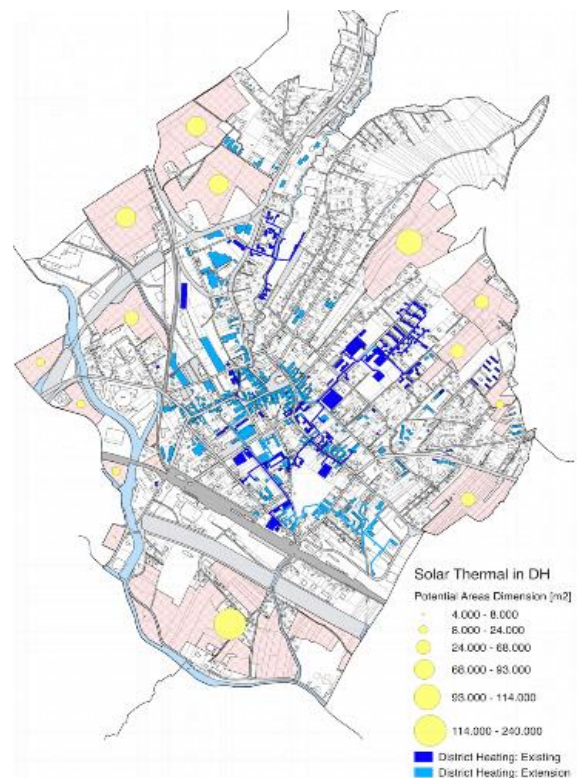 Solar Thermal in DH
Potential Areas Dimension [m2]
4.000 - 8.000
8.000 - 24.000
24.000 - 68.000
68.000 - 93.000
93.000 - 114.000
114.000 - 240.000
District Heating: Existing
District Heating: Extension